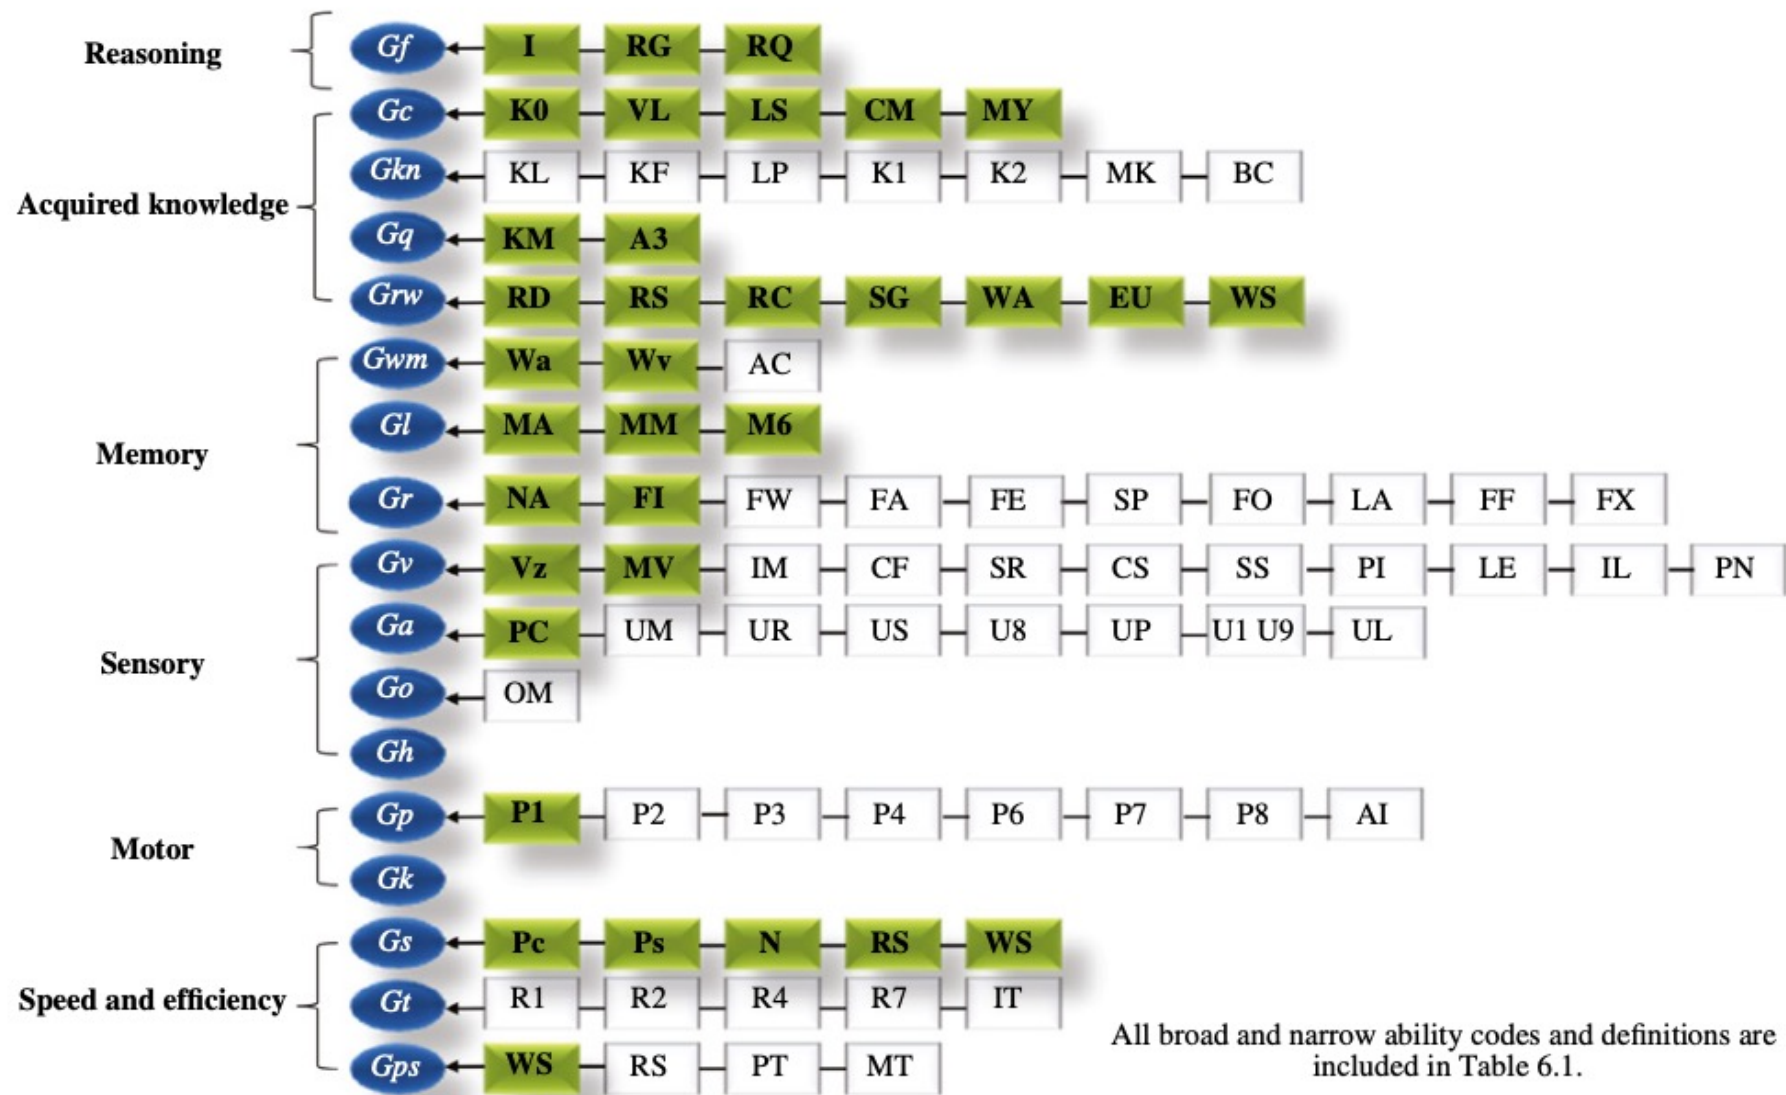 Reasoning Gf I RG RQ
Gc K0 VL LS CM MY
Gkn KL KF LP K1 K2 MK BC
Acquired knowledge
Gq KM A3
Grw RD RS RC SG WA EU WS
Gwm Wa Wv AC
Gl MA MM M6
Memory
Gr NA FI FW FA FE SP FO LA FF FX
Gv Vz MV IM CF SR CS SS PI LE IL PN
Ga PC UM UR US U8 UP U1 U9 UL
Sensory
Go OM
Gh
Gp P1 P2 P3 P4 P6 P7 P8 AI
Motor
Gk
Gs Pc Ps N RS WS
Speed and efficiency Gt R1 R2 R4 R7 IT
Gps WS RS PT MT
All broad and narrow ability codes and definitions are
included in Table 6.1.